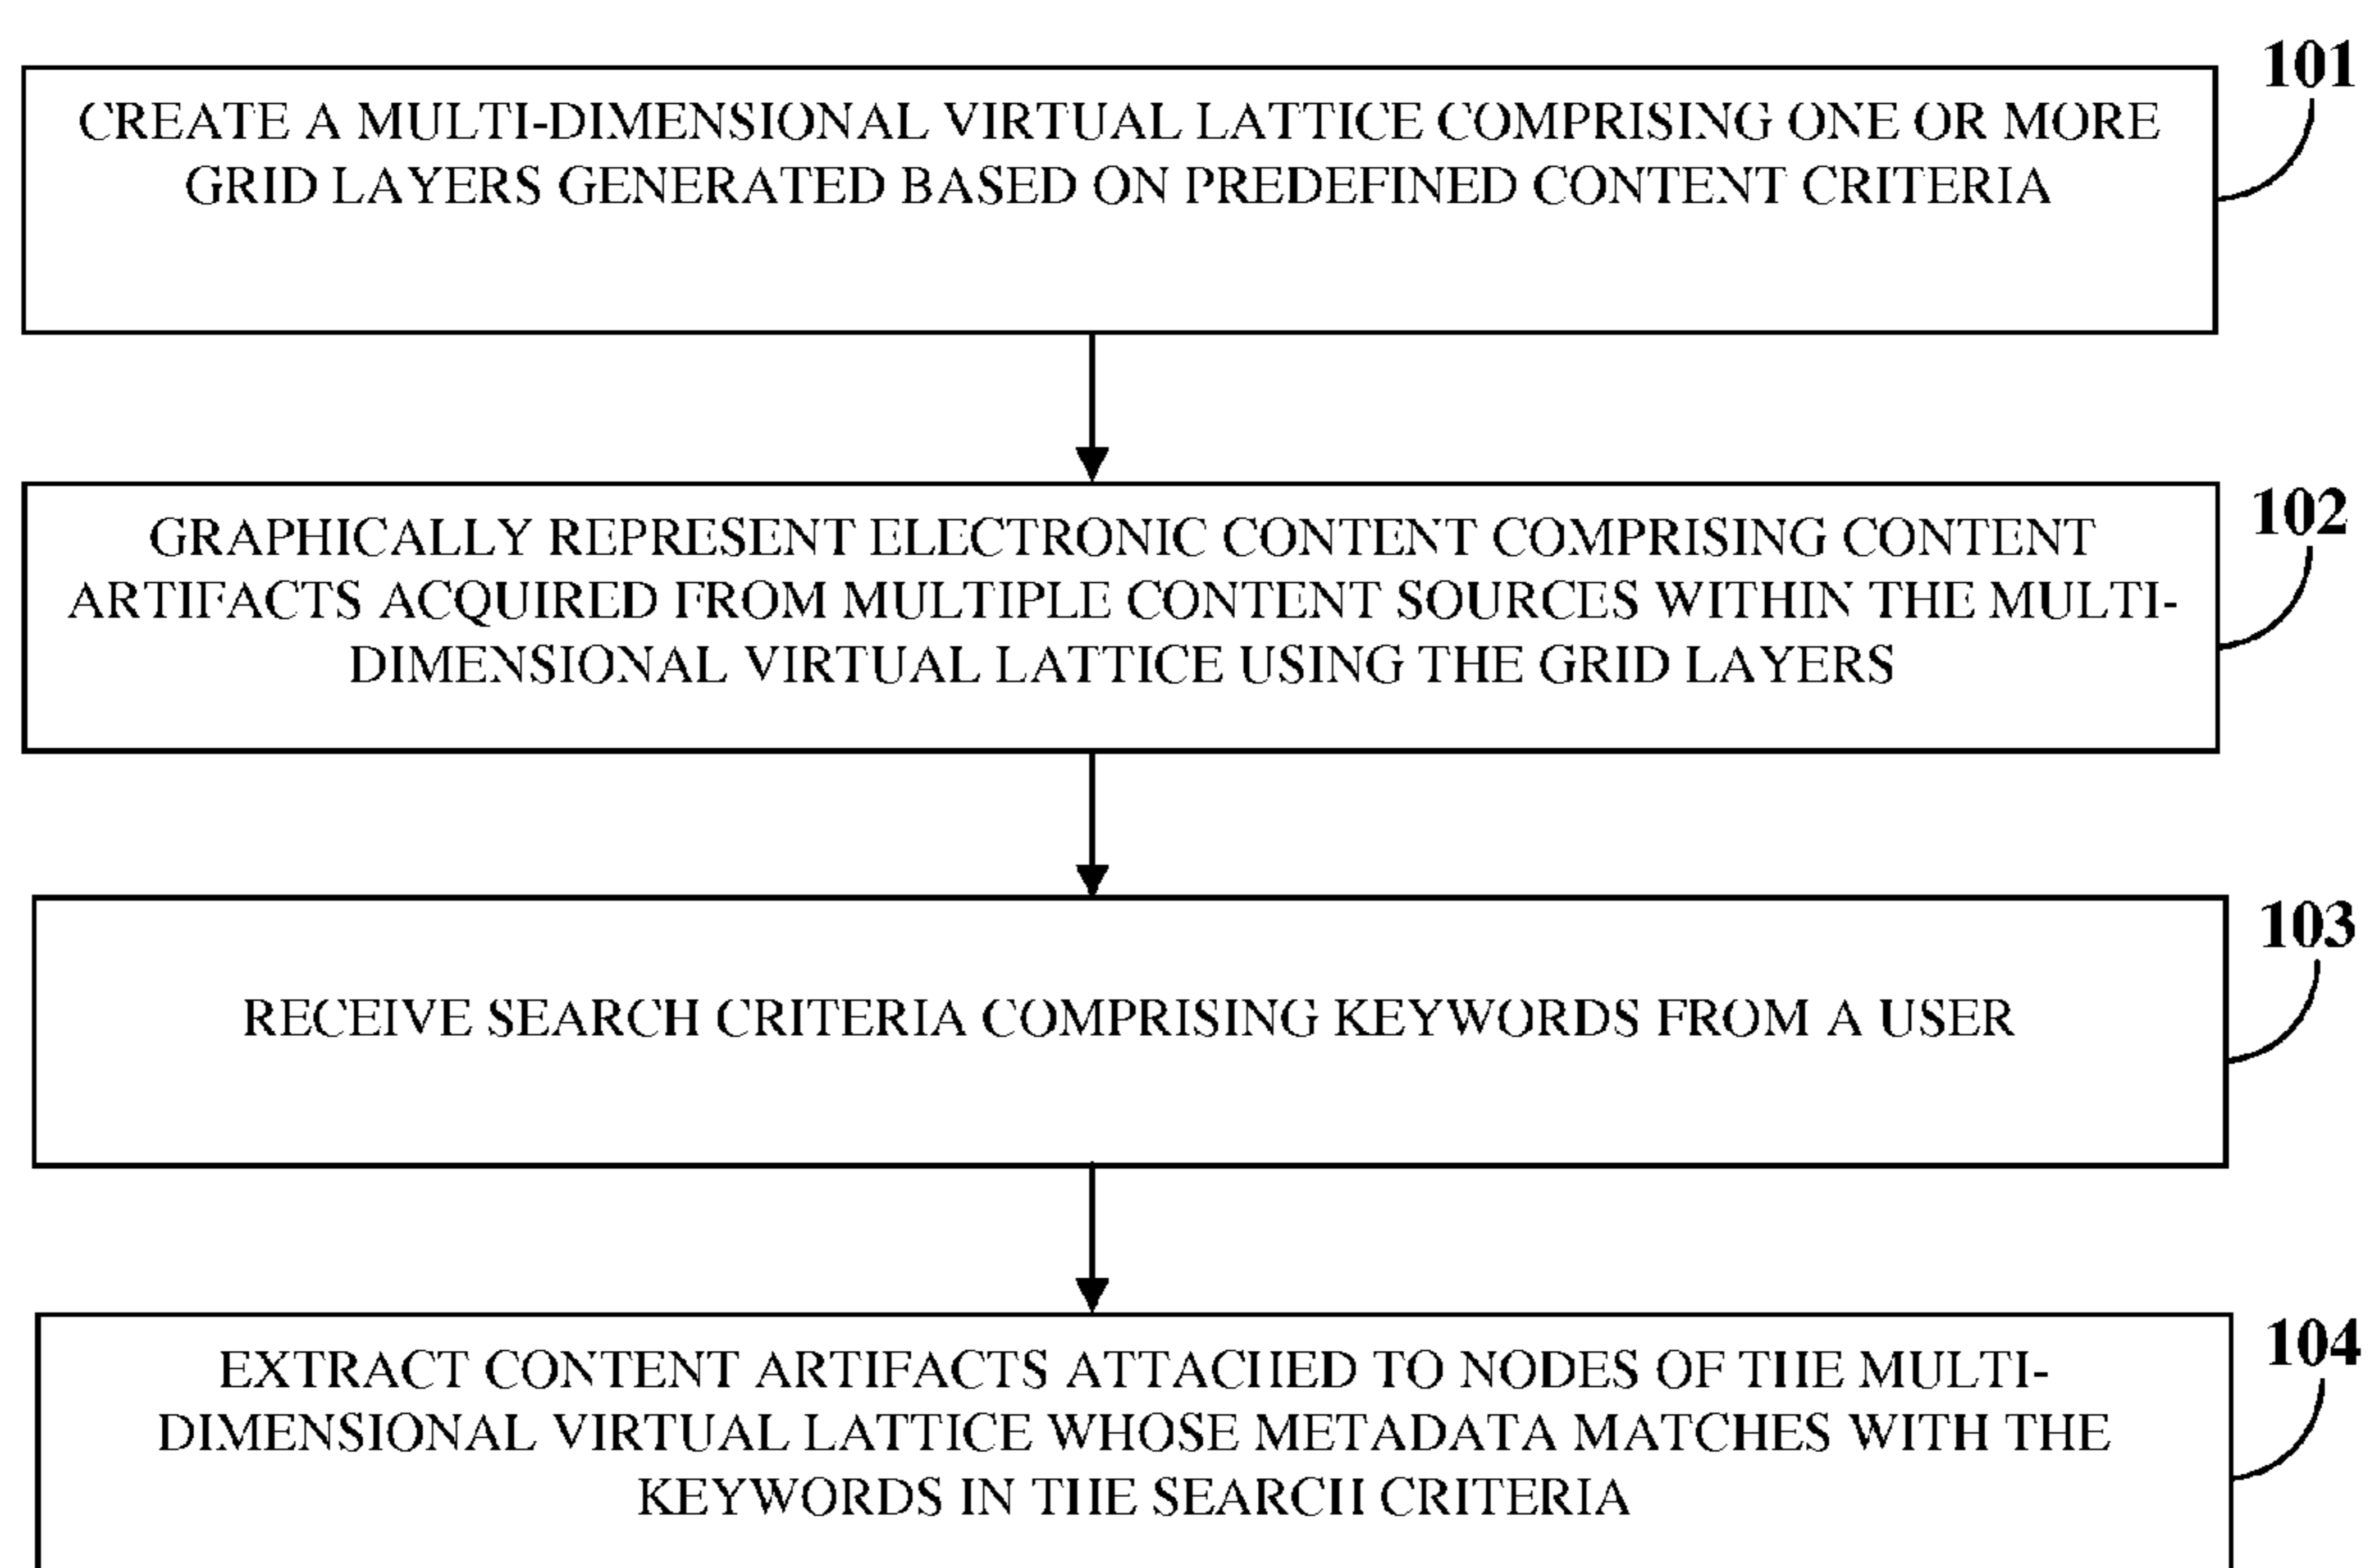 101
CREATE A MULTI-DIMENSIONAL VIRTUAL LATTICE COMPRISING ONE OR MORE
GRID LAYERS GENERATED BASED ON PREDEFINED CONTENT CRITERIA
102
GRAPHICALLY REPRESENT ELECTRONIC CONTENT COMPRISING CONTENT
ARTIFACTS ACQUIRED FROM MULTIPLE CONTENT SOURCES WITHIN THE MULTI-
DIMENSIONAL VIRTUAL LATTICE USING THE GRID LAYERS
103
RECEIVE SEARCH CRITERIA COMPRISING KEYWORDS FROM A USER
104
EXTRACT CONTENT ARTIFACTS ATTACHED TO NODES OF THE MULTI-
DIMENSIONAL VIRTUAL LATTICE WHOSE METADATA MATCHES WITH THE
KEYWORDS IN THE SEARCH CRITERIA